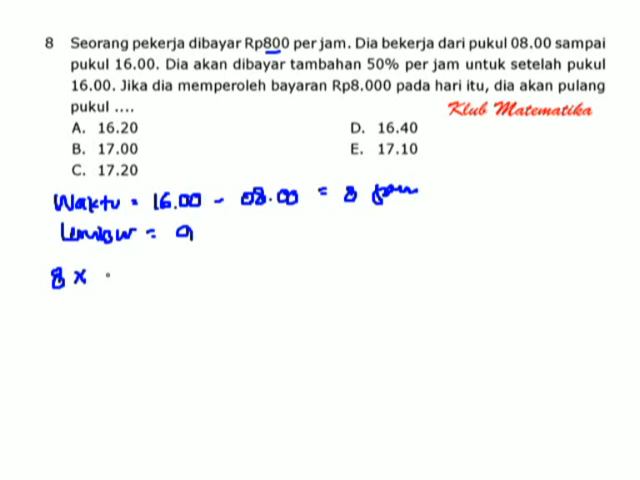 8 Seorang pekerja dibayar Rp800 per jam. Dia bekerja dari pukul 08.00 sampai
pukul 16.00. Dia akan dibayar tambahan 50% per jam untuk setelah pukul
16.00. Jika dia memperoleh bayaran Rp8.000 pada hari itu, dia akan pulang
pukul ....
Klub Matematika
A. 16.20
D. 16.40
B. 17.00
E. 17.10
C. 17.20
Waktu = 16.00 - 08.00 = 8 jam
Lembur = a
8 x